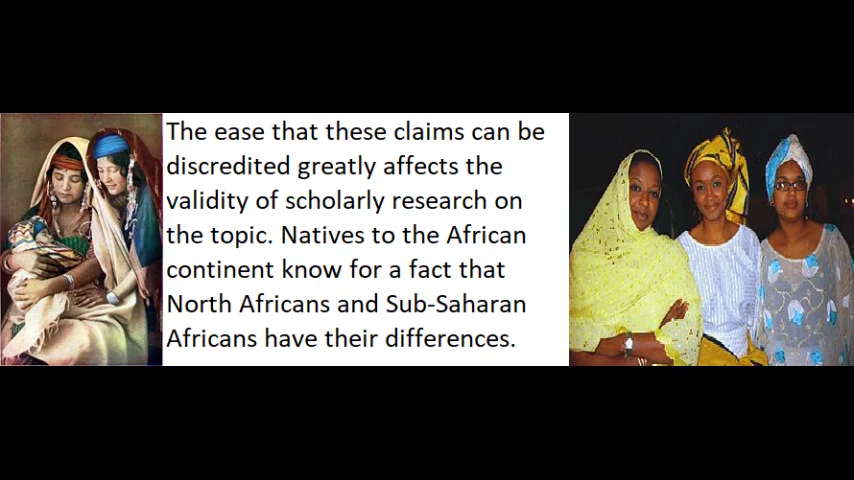 The ease that these claims can be
discredited greatly affects the
validity of scholarly research on
the topic. Natives to the African
continent know for a fact that
North Africans and Sub-Saharan
Africans have their differences.